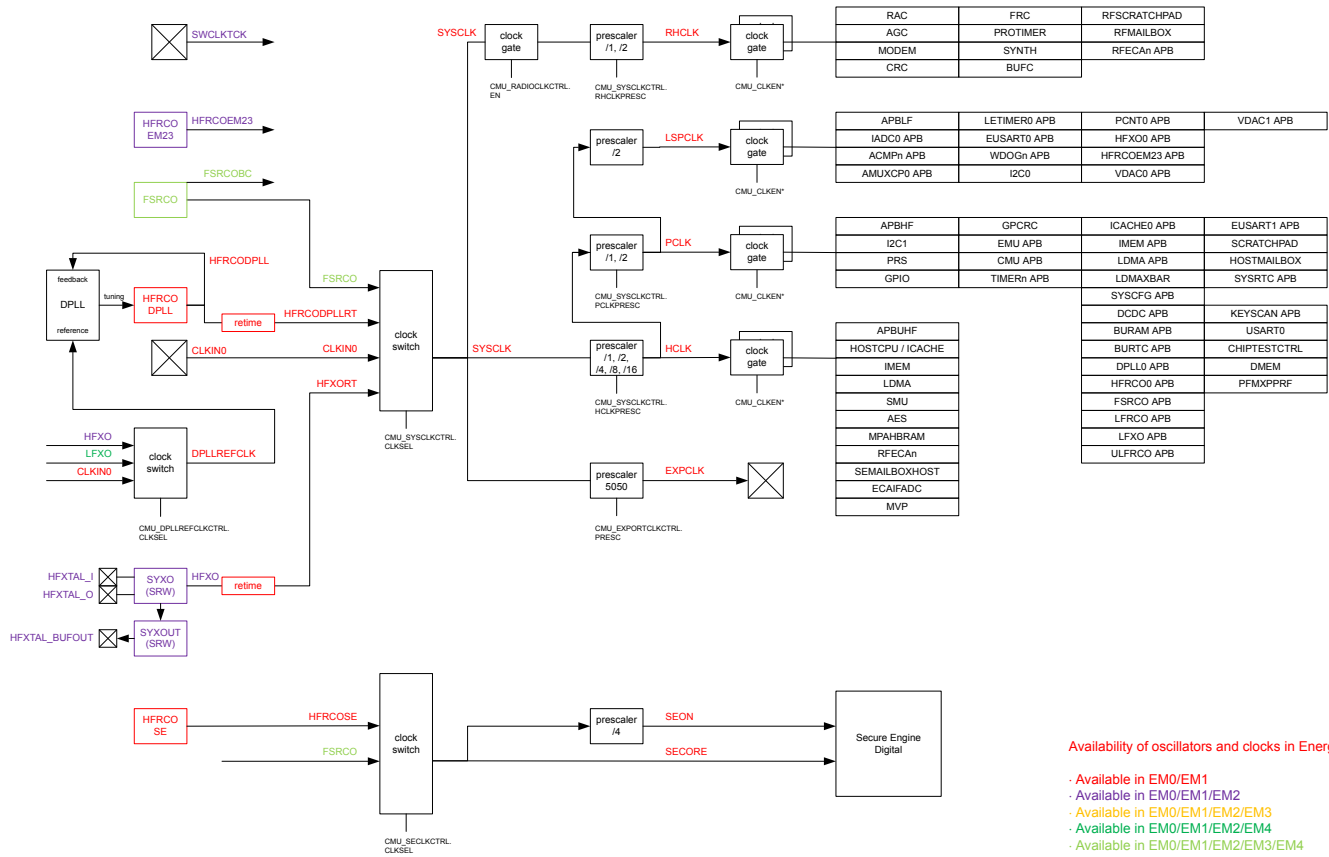 SWCLKTCK
HFRCO
EM23
HFRCOEM23
FSRCO
FSRCOBC
feedback
DPLL
reference
tuning
HFRCO
DPLL
HFRCODPLL
retime
HFRCODPLLRT
FSRCO
CLKIN0
CLKIN0
HFXORT
clock
switch
CMU_SYSCLKCTRL.
CLKSEL
HFXO
LFXO
CLKIN0
clock
switch
DPLLREFCLK
CMU_DPLLREFCLKCTRL.
CLKSEL
HFXTAL_I
HFXTAL_O
SYXO
(SRW)
HFXO
retime
HFXTAL_BUFOUT
SYXOUT
(SRW)
SYSCLK
SYSCLK
clock
gate
CMU_RADIOCLKCTRL.
EN
prescaler
/1, /2
CMU_SYSCLKCTRL.
RHCLKPRESC
RHCLK
clock
gate
CMU_CLKEN*
RAC FRC RFSCRATCHPAD
AGC PROTIMER RFMAILBOX
MODEM SYNTH RFECAn APB
CRC BUFC
prescaler
/2
LSPCLK
clock
gate
CMU_CLKEN*
APBLF LETIMER0 APB PCNT0 APB VDAC1 APB
IADC0 APB EUSART0 APB HFXO0 APB
ACMPn APB WDOGn APB HFRCOEM23 APB
AMUXCP0 APB I2C0 VDAC0 APB
prescaler
/1, /2
CMU_SYSCLKCTRL.
PCLKPRESC
PCLK
clock
gate
CMU_CLKEN*
APBHF GPCRC ICACHE0 APB EUSART1 APB
I2C1 EMU APB IMEM APB SCRATCHPAD
PRS CMU APB LDMA APB HOSTMAILBOX
GPIO TIMERn APB LDMAXBAR SYSRTC APB
SYSCFG APB
DCDC APB KEYSCAN APB
BURAM APB USART0
BURTC APB CHIPTESTCTRL
DPLL0 APB DMEM
HFRCO0 APB PFMXPPRF
FSRCO APB
LFRCO APB
LFXO APB
ULFRCO APB
prescaler
/1, /2,
/4, /8, /16
CMU_SYSCLKCTRL.
HCLKPRESC
HCLK
clock
gate
CMU_CLKEN*
APBUHF
HOSTCPU / ICACHE
IMEM
LDMA
SMU
AES
MPAHBRAM
RFECAn
SEMAILBOXHOST
ECAIFADC
MVP
prescaler
5050
CMU_EXPORTCLKCTRL.
PRESC
EXPCLK
HFRCO
SE
HFRCOSE
FSRCO
clock
switch
CMU_SECLKCTRL.
CLKSEL
prescaler
/4
SEON
SECORE
Secure Engine
Digital
Availability of oscillators and clocks in Ener
· Available in EM0/EM1
· Available in EM0/EM1/EM2
· Available in EM0/EM1/EM2/EM3
· Available in EM0/EM1/EM2/EM4
· Available in EM0/EM1/EM2/EM3/EM4